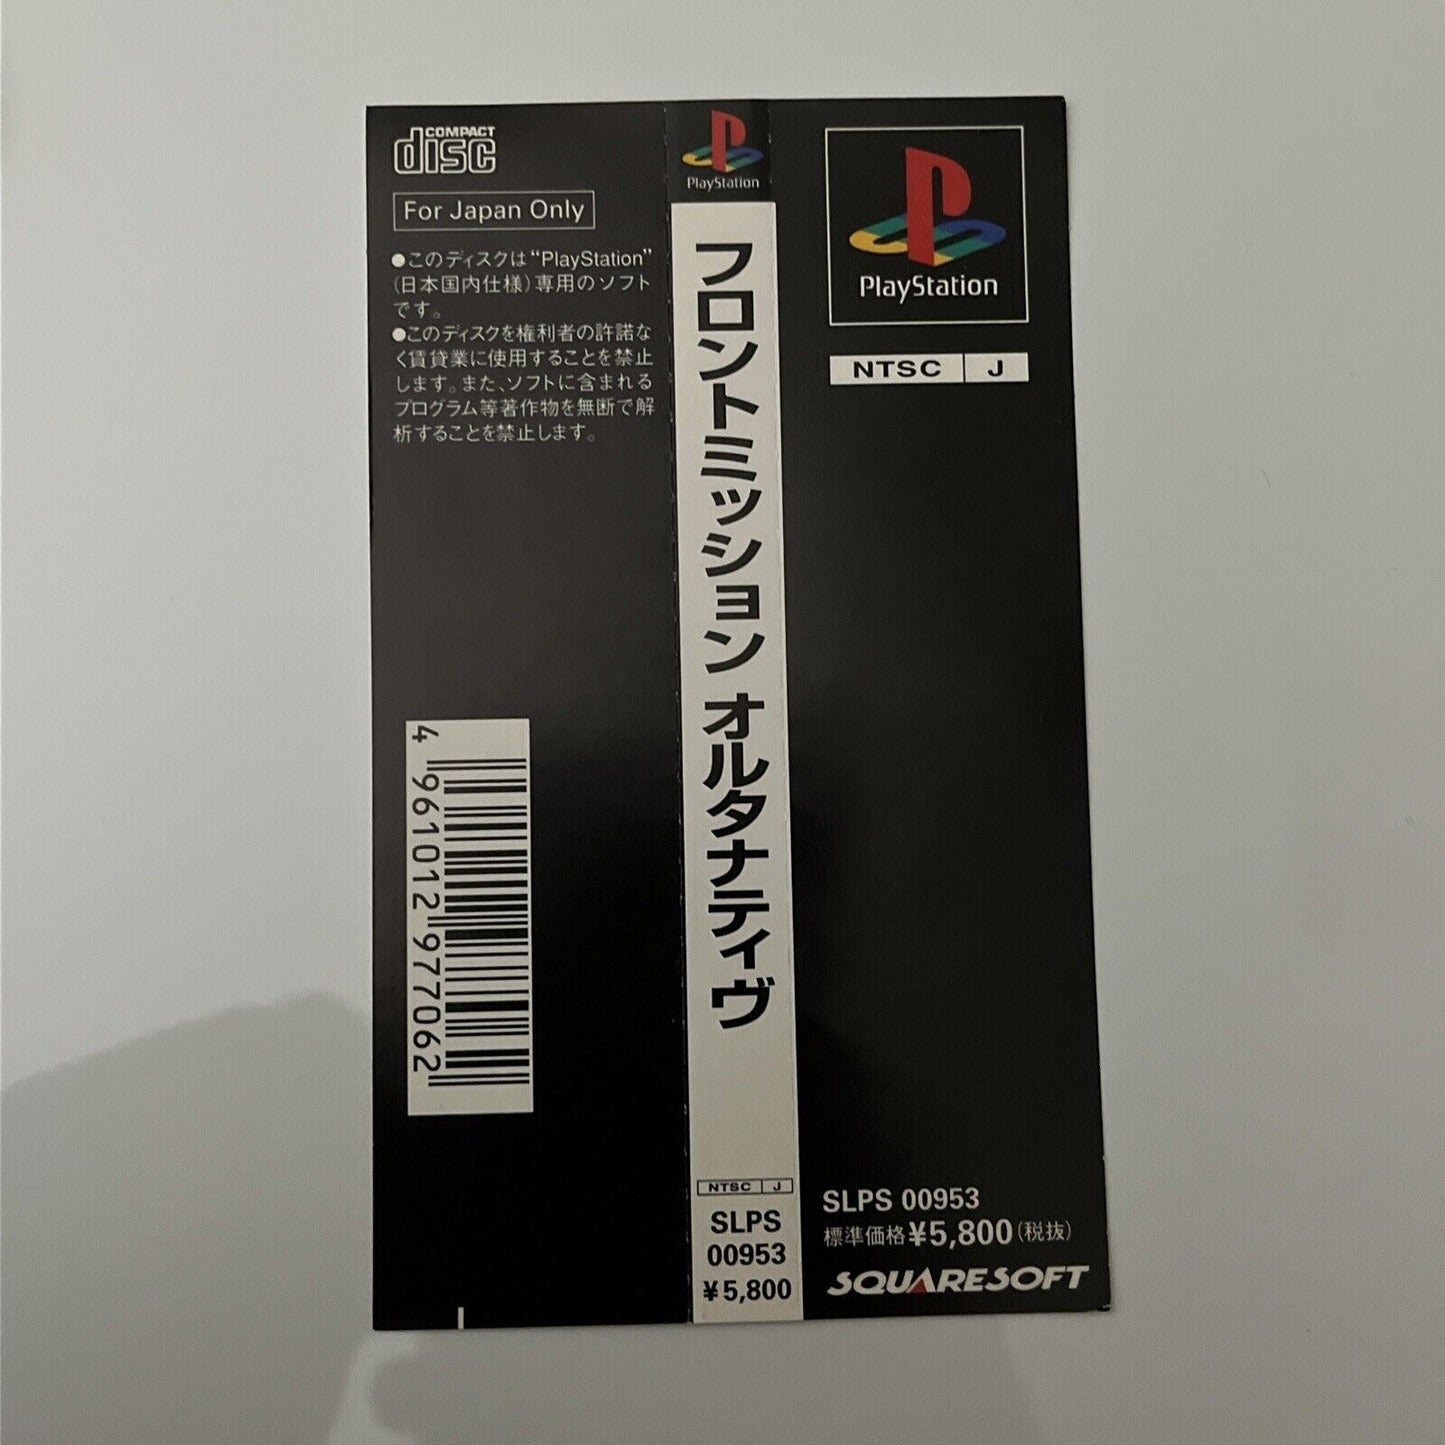 COMPACT
disc
For Japan Only
●このディスクは“PlayStation”
(日本国内仕様)専用のソフト
です。
●このディスクを権利者の許諾な
く賃貸業に使用することを禁止
します。また、ソフトに含まれる
プログラム等著作物を無断で解
析することを禁止します。
4 961012 977062
PlayStation
フロントミッション オルタナティヴ
NTSC J
SLPS
00953
¥5,800
PlayStation
NTSC J
SLPS 00953
標準価格¥5,800(税抜)
SQUARESOFT